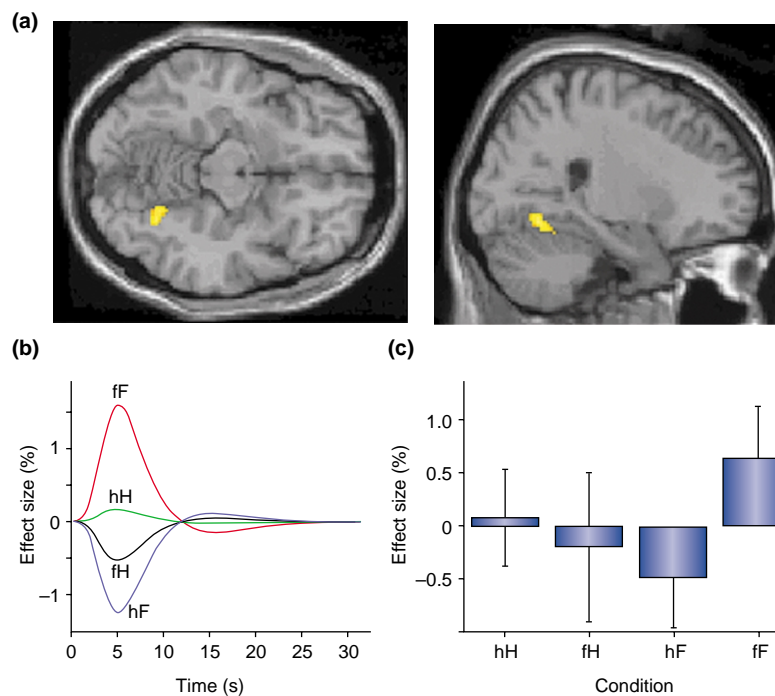 (a)
(b)
Effect size (%)
1
0
–1
fF
hH
fH
hF
0 5 10 15 20 25 30
Time (s)
(c)
Effect size (%)
1.0
0.5
0
–0.5
hH fH hF fF
Condition